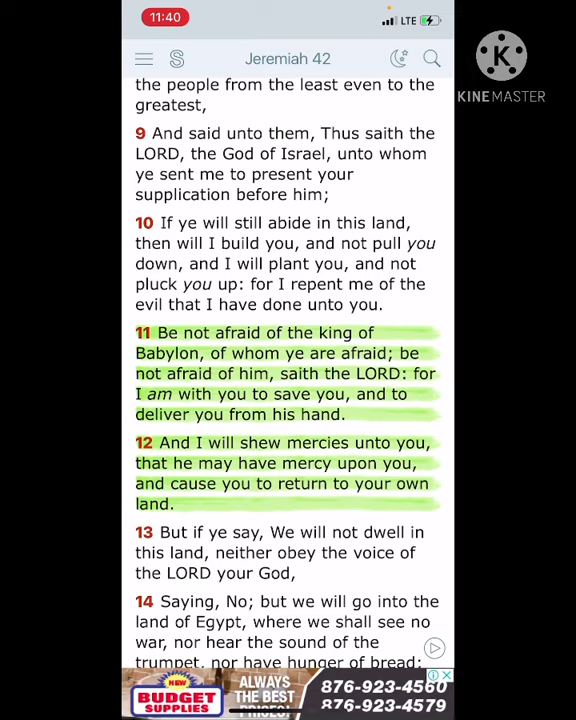 11:40
LTE
S
Jeremiah 42
K
KINEMASTER
the people from the least even to the
greatest,
9 And said unto them, Thus saith the
LORD, the God of Israel, unto whom
ye sent me to present your
supplication before him;
10 If ye will still abide in this land,
then will I build you, and not pull you
down, and I will plant you, and not
pluck you up: for I repent me of the
evil that I have done unto you.
11 Be not afraid of the king of
Babylon, of whom ye are afraid; be
not afraid of him, saith the LORD: for
I am with you to save you, and to
deliver you from his hand.
12 And I will shew mercies unto you,
that he may have mercy upon you,
and cause you to return to your own
land.
13 But if ye say, We will not dwell in
this land, neither obey the voice of
the LORD your God,
14 Saying, No; but we will go into the
land of Egypt, where we shall see no
war, nor hear the sound of the
trumpet, nor have hunger of bread;
NEW
BUDGET
SUPPLIES
ALWAYS
THE BEST
PRICES!
876-923-4560
876-923-4579